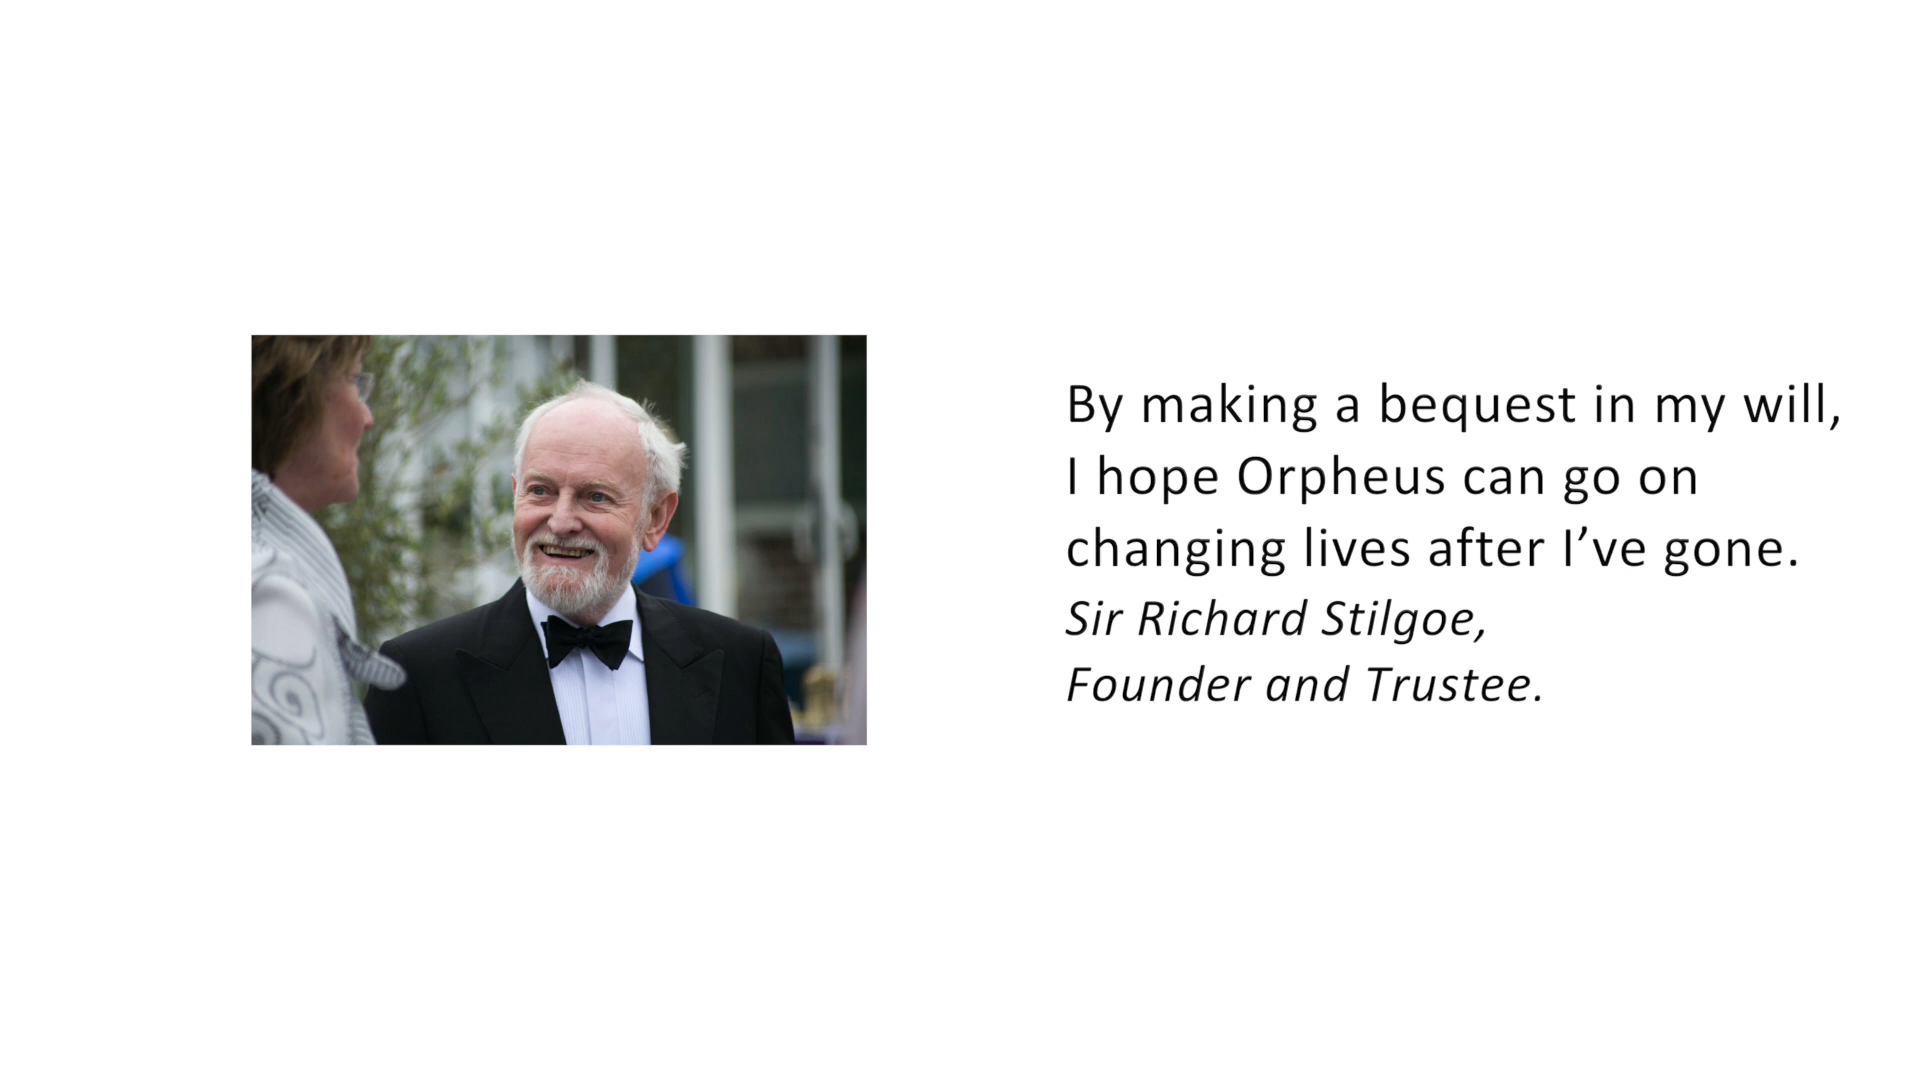 By making a bequest in my will,
I hope Orpheus can go on
changing lives after I’ve gone.
Sir Richard Stilgoe,
Founder and Trustee.